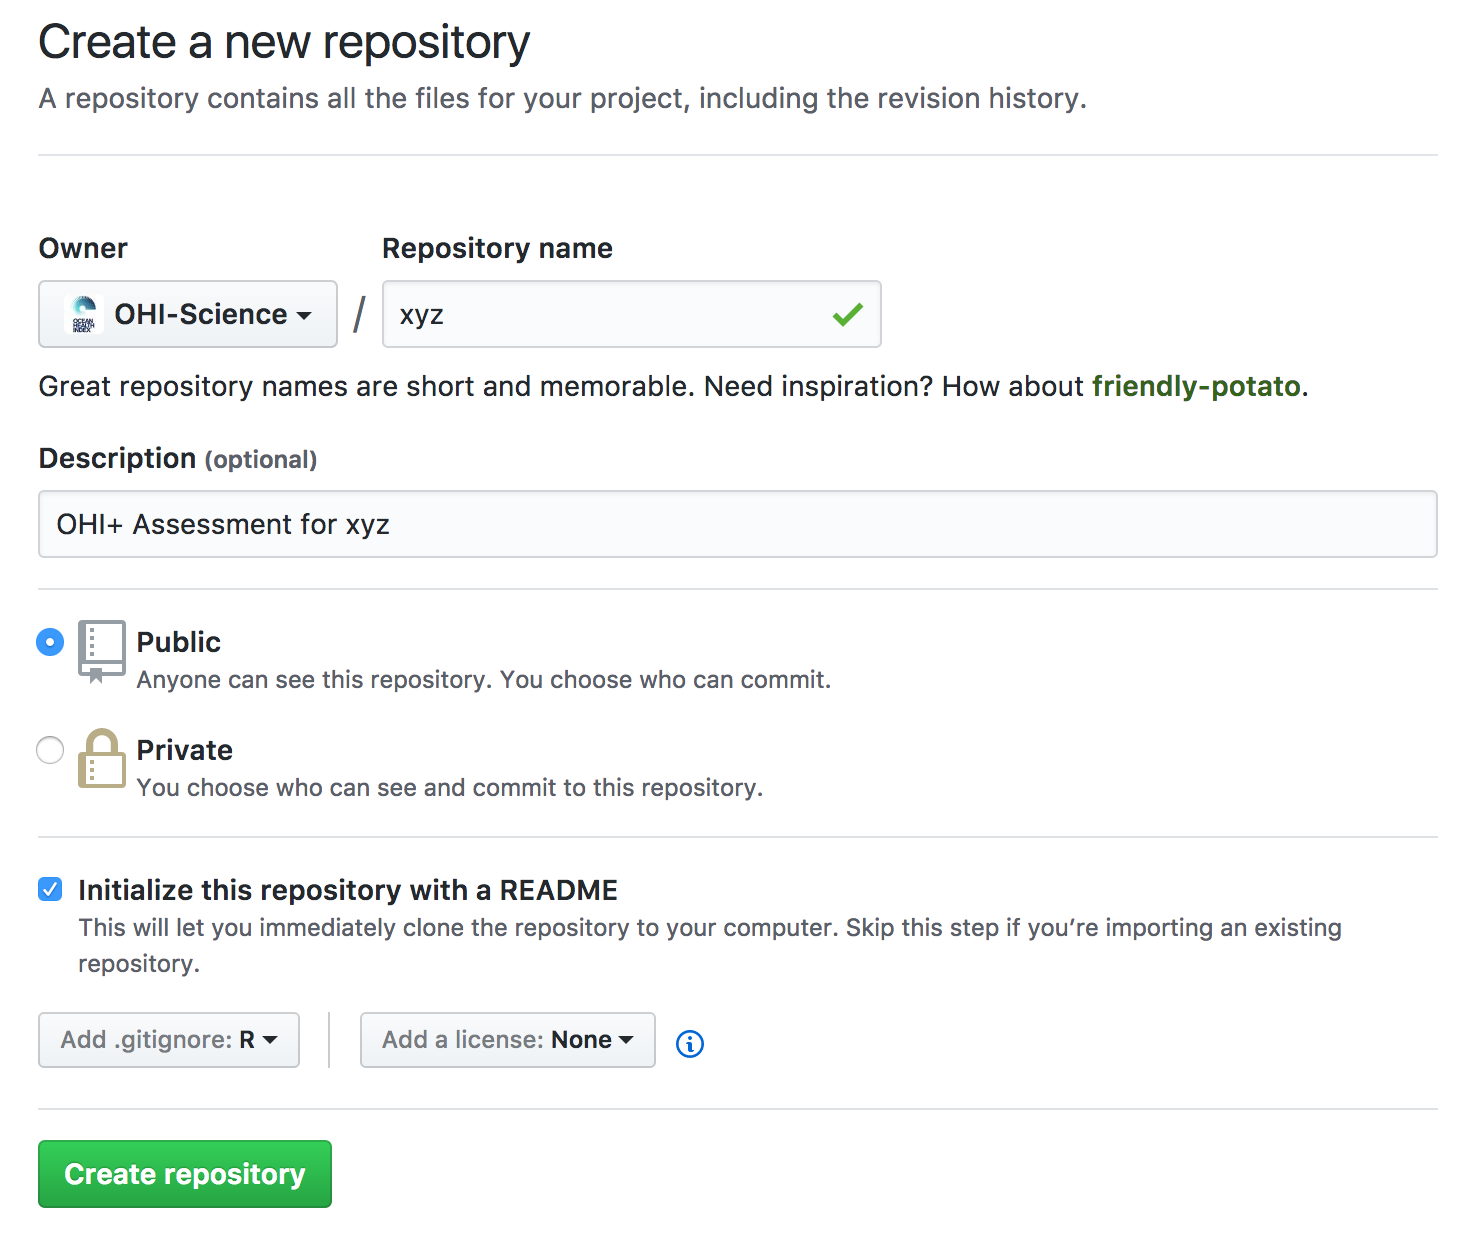 Create a new repository
A repository contains all the files for your project, including the revision history.
Owner
Repository name
OCEAN HEALTH INDEX
OHI-Science
/
xyz
Great repository names are short and memorable. Need inspiration? How about friendly-potato.
Description (optional)
OHI+ Assessment for xyz
Public
Anyone can see this repository. You choose who can commit.
Private
You choose who can see and commit to this repository.
Initialize this repository with a README
This will let you immediately clone the repository to your computer. Skip this step if you’re importing an existing
repository.
Add .gitignore: R
Add a license: None
Create repository